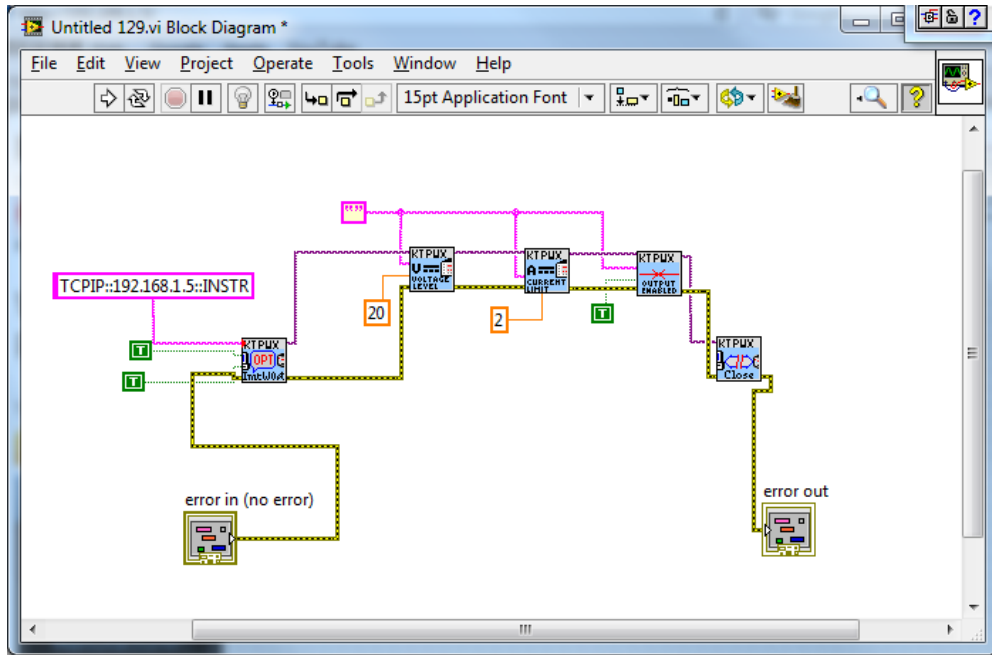 Untitled 129.vi Block Diagram *
File Edit View Project Operate Tools Window Help
15pt Application Font
?
?
""
KTPWX
VOLTAGE
LEVEL
KTPWX
A
CURRENT
LIMIT
KTPWX
OUTPUT
ENABLED
TCPIP::192.168.1.5::INSTR
20
2
T
KTPWX
OPT
T
T
KTPWX
Close
error in (no error)
error out